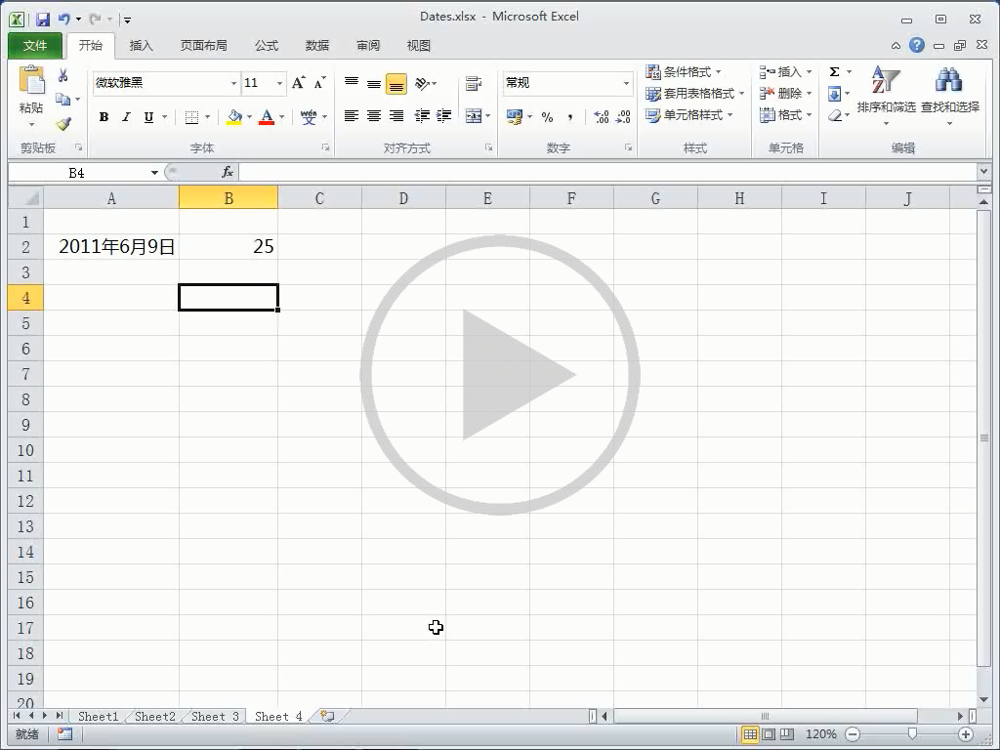 Dates.xlsx - Microsoft Excel
文件 开始 插入 页面布局 公式 数据 审阅 视图
粘贴 微软雅黑 11 A A 常规 条件格式 插入 Σ
套用表格格式 删除 排序和筛选 查找和选择
B I U A wén 文 % , 单元格样式 格式
剪贴板 字体 对齐方式 数字 样式 单元格 编辑
B4 fx
A B C D E F G H I J
1
2 2011年6月9日 25
3
4
5
6
7
8
9
10
11
12
13
14
15
16
17
18
19
20
Sheet1 Sheet2 Sheet 3 Sheet 4
就绪 120%